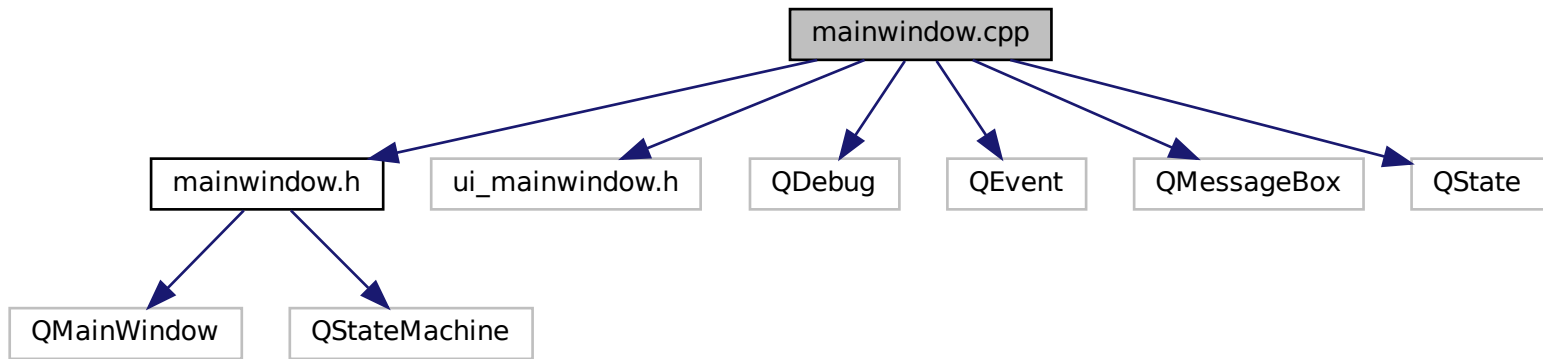 mainwindow.cpp
mainwindow.h
ui_mainwindow.h
QDebug
QEvent
QMessageBox
QState
QMainWindow
QStateMachine